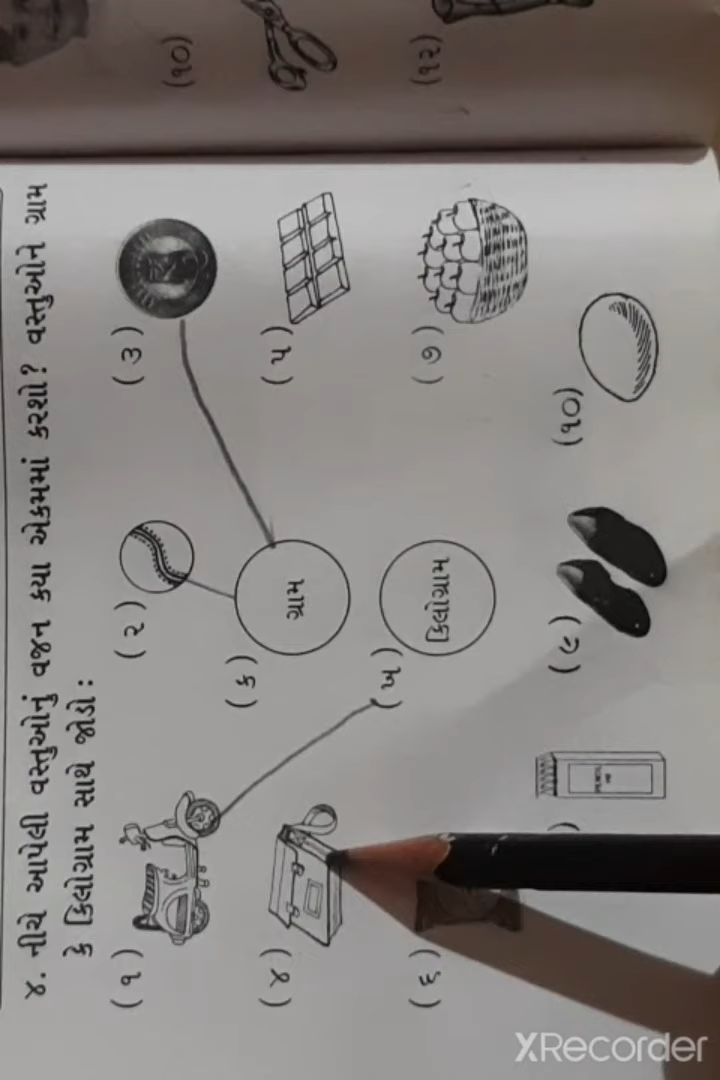 (૧૦)
(૧૨)
૪. નીચે આપેલી વસ્તુઓનું વજન કયા એકમમાં કરશો? વસ્તુઓને ગ્રામ
કે કિલોગ્રામ સાથે જોડો :
(૧)
(૨)
(૩)
(ક)
ગ્રામ
(૪)
(૫)
(ખ)
કિલોગ્રામ
(૬)
(૭)
)
(૯)
(૧૦)
XRecorder